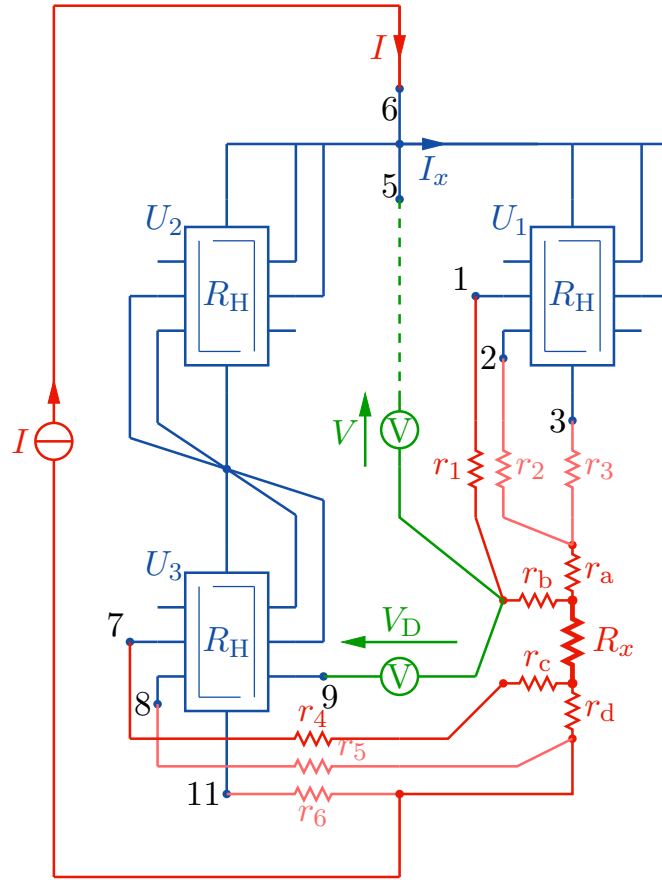 I
6
I_x
5
U_2
U_1
R_H
R_H
1
2
3
V
V
I
r_1
r_2
r_3
U_3
r_a
r_b
7
V_D
R_x
R_H
r_c
V
9
8
r_4
r_d
r_5
11
r_6